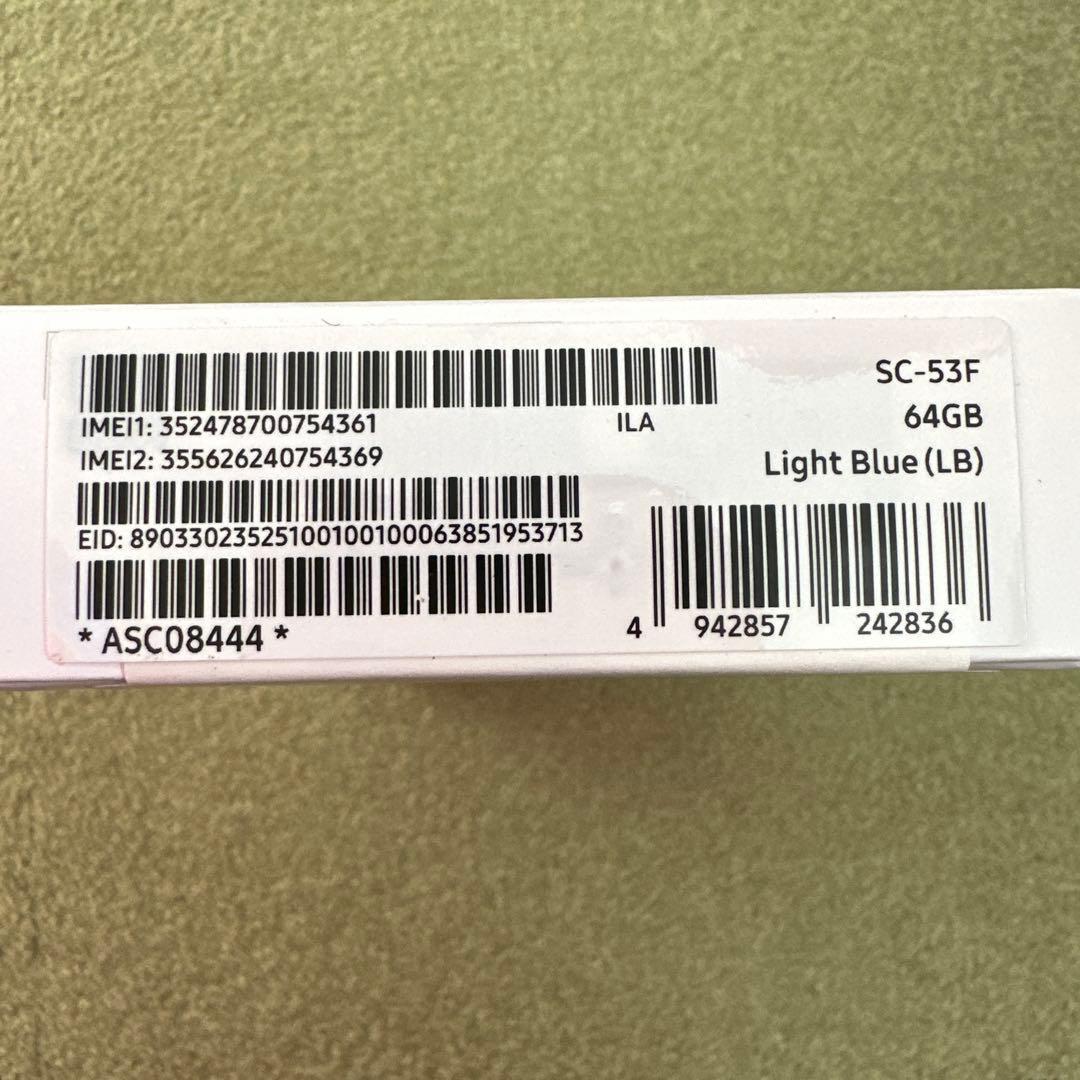 IMEI1: 352478700754361 ILA
IMEI2: 355626240754369
EID: 89033023525100100100063851953713
* ASC08444 *
SC-53F
64GB
Light Blue (LB)
4 942857 242836